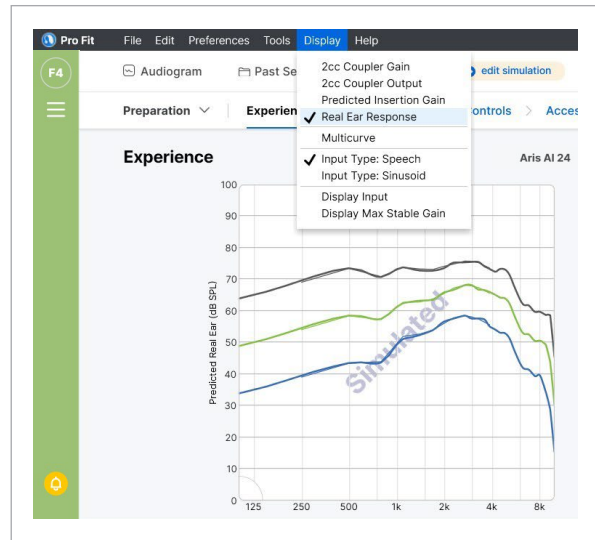 Pro Fit File Edit Preferences Tools Display Help
F4
Audiogram
Past Se
edit simulation
2cc Coupler Gain
2cc Coupler Output
Predicted Insertion Gain
Real Ear Response
Multicurve
Input Type: Speech
Input Type: Sinusoid
Display Input
Display Max Stable Gain
Preparation
Experien
ontrols > Acces
Experience
Aris AI 24
Predicted Real Ear (dB SPL)
100
90
80
70
60
50
40
30
20
10
0
125 250 500 1k 2k 4k 8k
Simulated